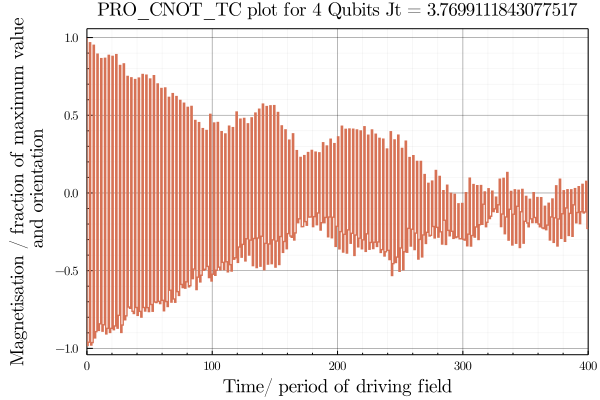 PRO_CNOT_TC plot for 4 Qubits Jt = 3.7699111843077517
Magnetisation / fraction of maximum value
and orientation
1.0
0.5
0.0
−0.5
−1.0
0 100 200 300 400
Time/ period of driving field